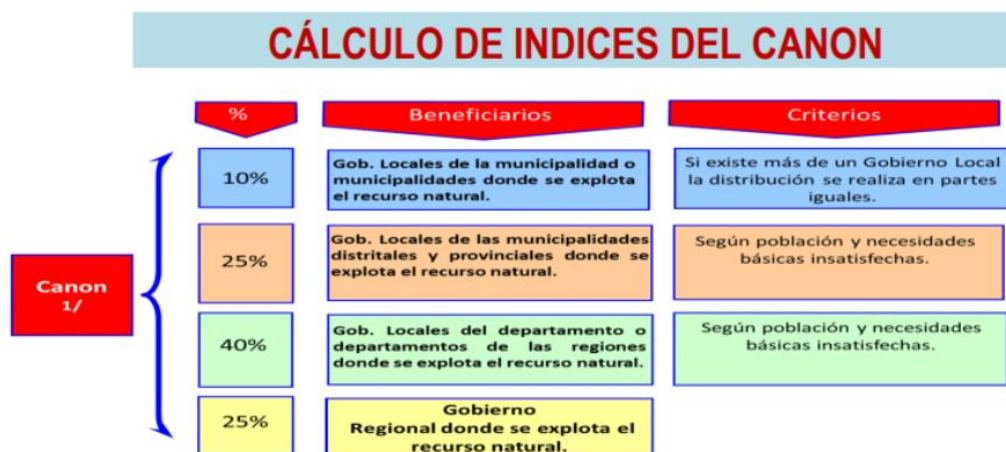 CÁLCULO DE INDICES DEL CANON
%
Beneficiarios
Criterios
Canon
1/
10%
Gob. Locales de la municipalidad o
municipalidades donde se explota
el recurso natural.
Si existe más de un Gobierno Local
la distribución se realiza en partes
iguales.
25%
Gob. Locales de las municipalidades
distritales y provinciales donde se
explota el recurso natural.
Según población y necesidades
básicas insatisfechas.
40%
Gob. Locales del departamento o
departamentos de las regiones
donde se explota el recurso natural.
Según población y necesidades
básicas insatisfechas.
25%
Gobierno
Regional donde se explota el
recurso natural.